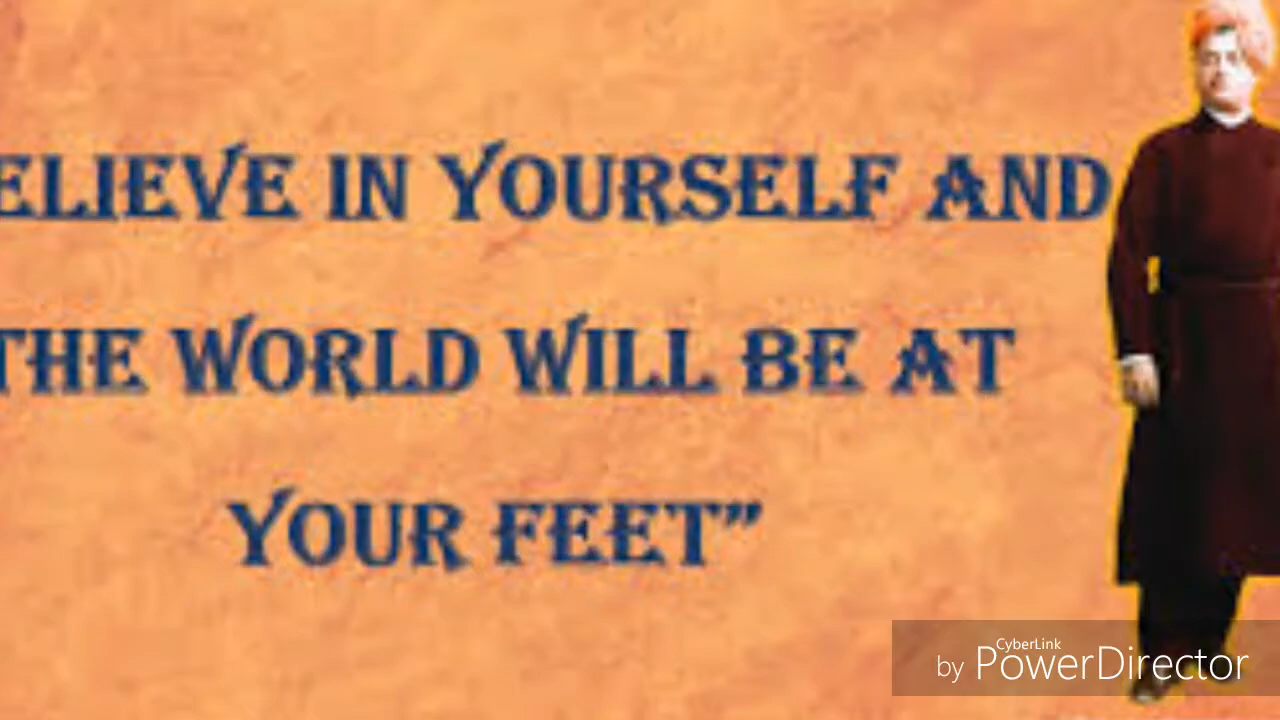 ELIEVE IN YOURSELF AND
THE WORLD WILL BE AT
YOUR FEET”
CyberLink
by PowerDirector